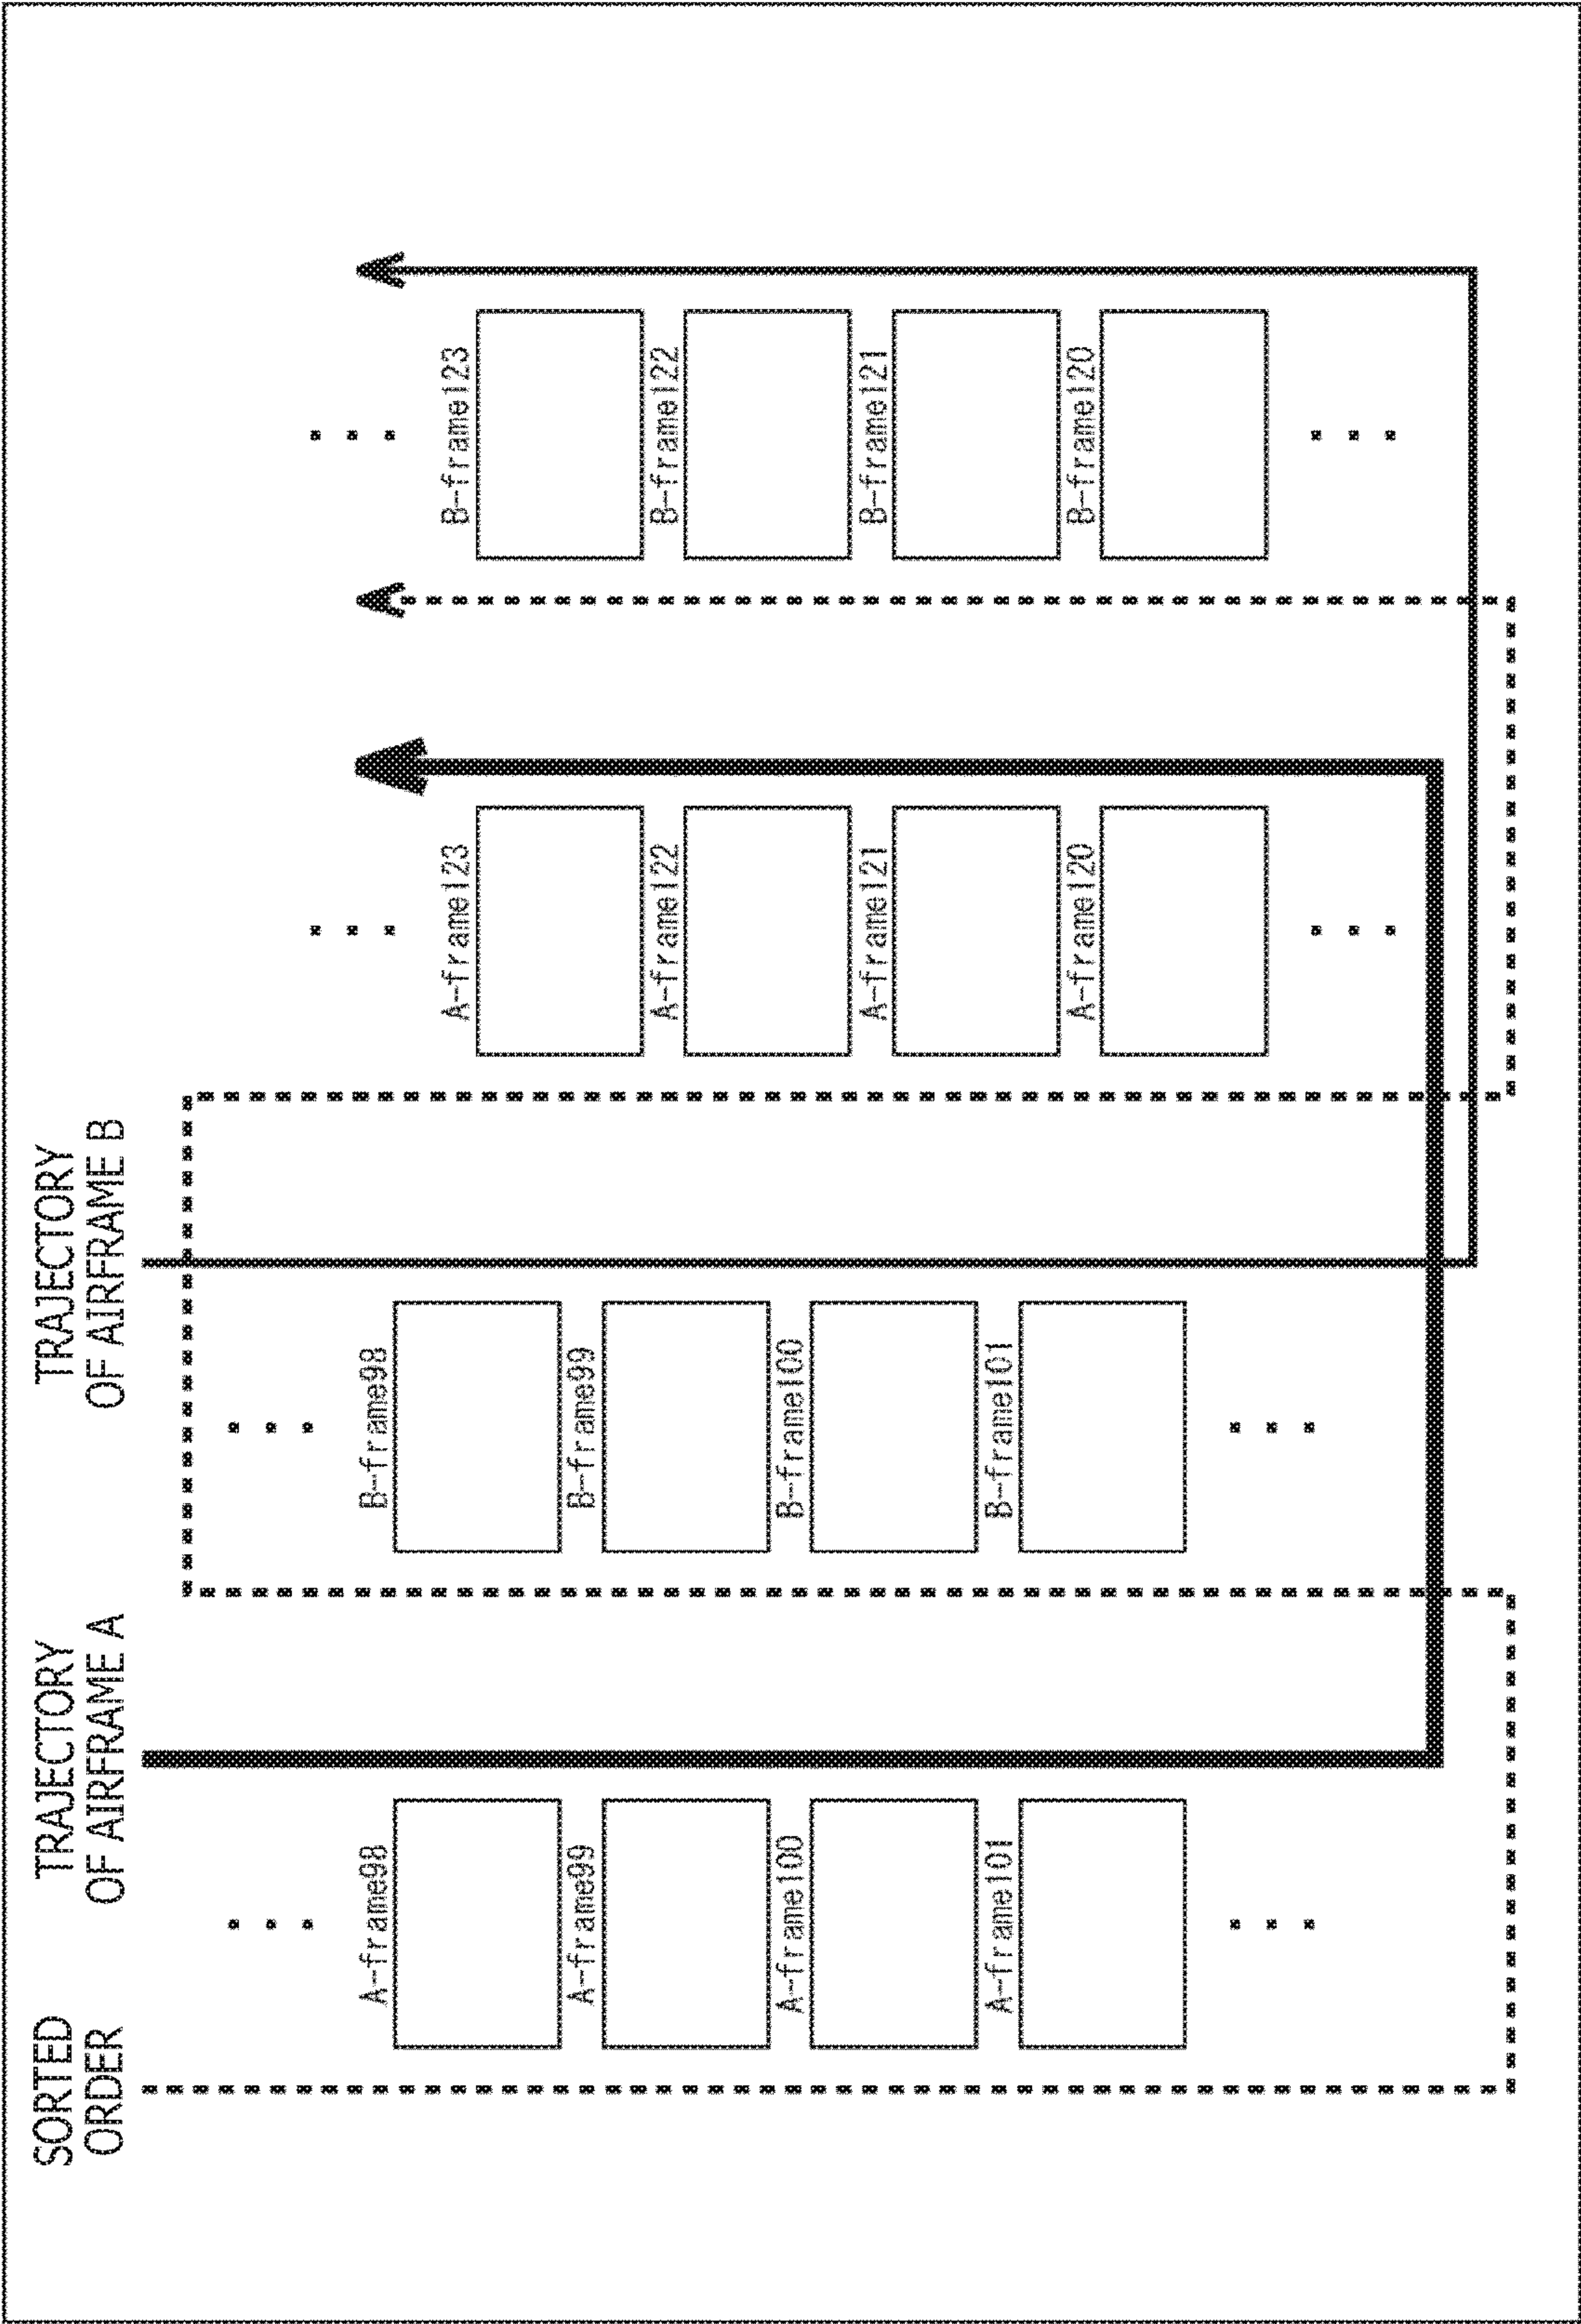 SORTED
ORDER
TRAJECTORY
OF AIRFRAME A
TRAJECTORY
OF AIRFRAME B
A-frame98
A-frame99
A-frame100
A-frame101
B-frame98
B-frame99
B-frame100
B-frame101
A-frame123
A-frame122
A-frame121
A-frame120
B-frame123
B-frame122
B-frame121
B-frame120